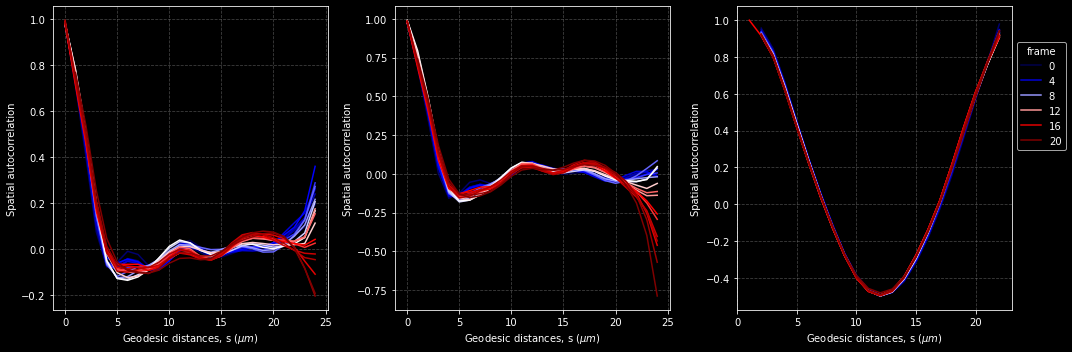 1.0
0.8
0.6
0.4
0.2
0.0
−0.2
Spatial autocorrelation
0 5 10 15 20 25
Geodesic distances, s (μm)
1.00
0.75
0.50
0.25
0.00
−0.25
−0.50
−0.75
Spatial autocorrelation
0 5 10 15 20 25
Geodesic distances, s (μm)
1.0
0.8
0.6
0.4
0.2
0.0
−0.2
−0.4
Spatial autocorrelation
0 5 10 15 20
Geodesic distances, s (μm)
frame
0
4
8
12
16
20